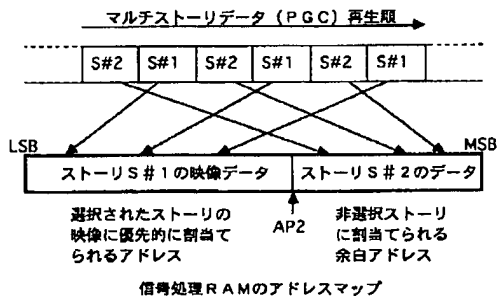 マルチストーリデータ(PGC)再生順
S#2 S#1 S#2 S#1 S#2 S#1
LSB
MSB
ストーリS#1の映像データ
ストーリS#2のデータ
選択されたストーリの
映像に優先的に割当て
られるアドレス
AP2
非選択ストーリ
に割当てられる
余白アドレス
信号処理RAMのアドレスマップ